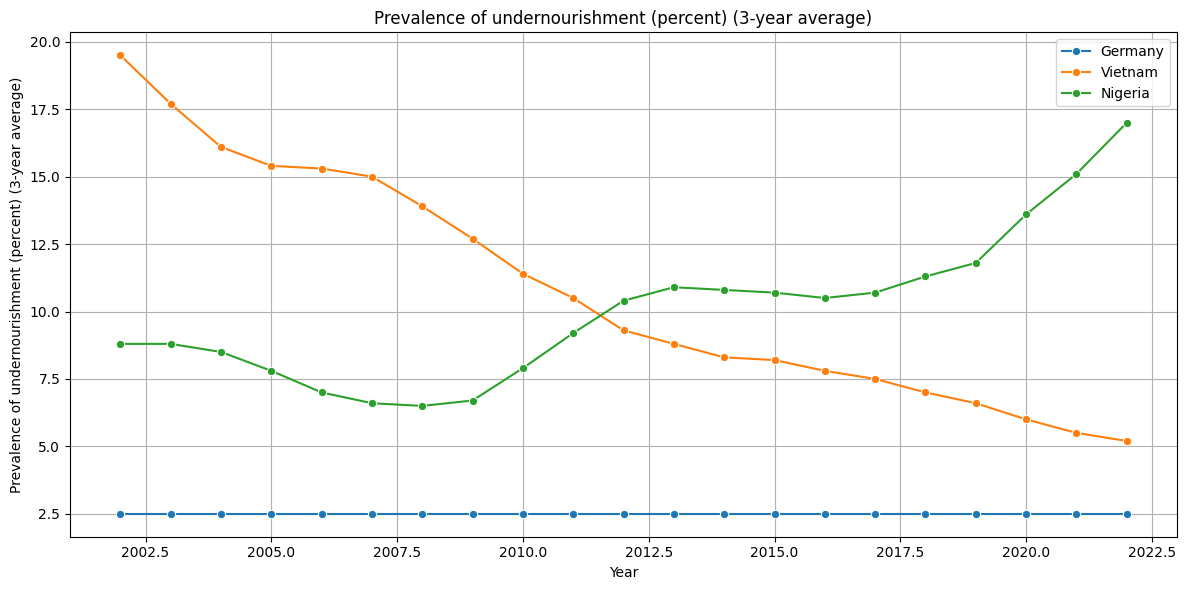 Prevalence of undernourishment (percent) (3-year average)
Prevalence of undernourishment (percent) (3-year average)
20.0
17.5
15.0
12.5
10.0
7.5
5.0
2.5
Germany
Vietnam
Nigeria
2002.5 2005.0 2007.5 2010.0 2012.5 2015.0 2017.5 2020.0 2022.5
Year